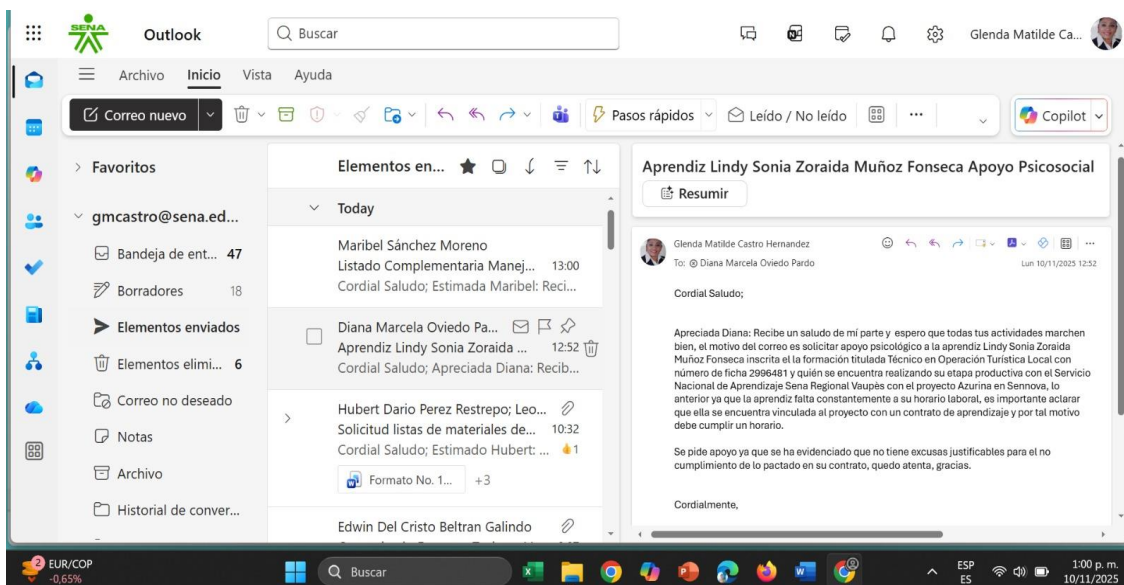 SENA
Outlook
Buscar
Glenda Matilde Ca...
Archivo Inicio Vista Ayuda
Correo nuevo
Pasos rápidos
Leído / No leído
Copilot
Favoritos
gmcastro@sena.ed...
Bandeja de ent... 47
Borradores 18
Elementos enviados
Elementos elimi... 6
Correo no deseado
Notas
Archivo
Historial de conver...
Elementos en...
Today
Maribel Sánchez Moreno
Listado Complementaria Manej... 13:00
Cordial Saludo; Estimada Maribel: Reci...
Diana Marcela Oviedo Pa...
Aprendiz Lindy Sonia Zoraida ... 12:52
Cordial Saludo; Apreciada Diana: Recib...
Hubert Dario Perez Restrepo; Leo...
Solicitud listas de materiales de... 10:32
Cordial Saludo; Estimado Hubert: ... 1
Formato No. 1... +3
Edwin Del Cristo Beltran Galindo
Aprendiz Lindy Sonia Zoraida Muñoz Fonseca Apoyo Psicosocial
Resumir
Glenda Matilde Castro Hernandez
To: Diana Marcela Oviedo Pardo
Lun 10/11/2025 12:52
Cordial Saludo;
Apreciada Diana: Recibe un saludo de mí parte y espero que todas tus actividades marchen
bien, el motivo del correo es solicitar apoyo psicológico a la aprendiz Lindy Sonia Zoraida
Muñoz Fonseca inscrita el la formación titulada Técnico en Operación Turística Local con
número de ficha 2996481 y quién se encuentra realizando su etapa productiva con el Servicio
Nacional de Aprendizaje Sena Regional Vaupès con el proyecto Azurina en Sennova, lo
anterior ya que la aprendiz falta constantemente a su horario laboral, es importante aclarar
que ella se encuentra vinculada al proyecto con un contrato de aprendizaje y por tal motivo
debe cumplir un horario.
Se pide apoyo ya que se ha evidenciado que no tiene excusas justificables para el no
cumplimiento de lo pactado en su contrato, quedo atenta, gracias.
Cordialmente,
2
EUR/COP
-0,65%
Buscar
ESP
ES
1:00 p. m.
10/11/2025